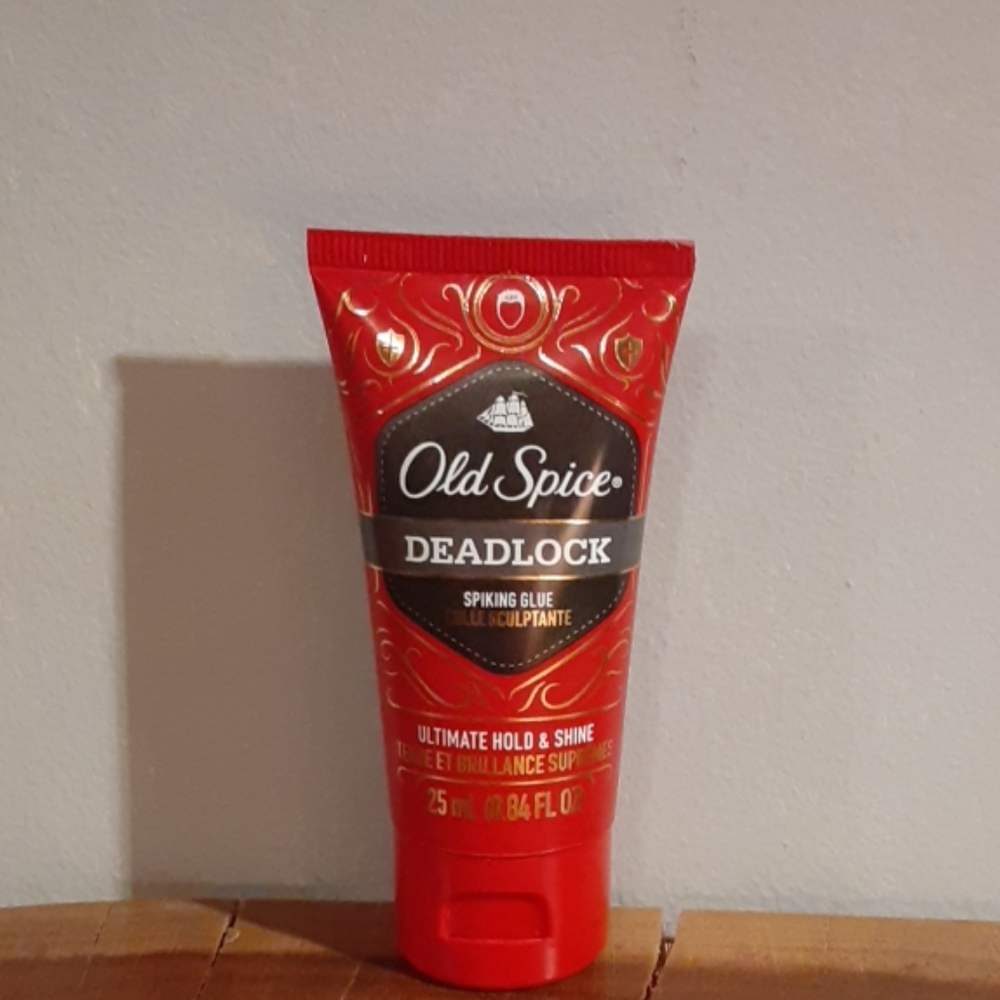 Old Spice®
DEADLOCK
SPIKING GLUE
COLLE SCULPTANTE
ULTIMATE HOLD & SHINE
TENUE ET BRILLANCE SUPRÊMES
25 mL (0.84 FL OZ)